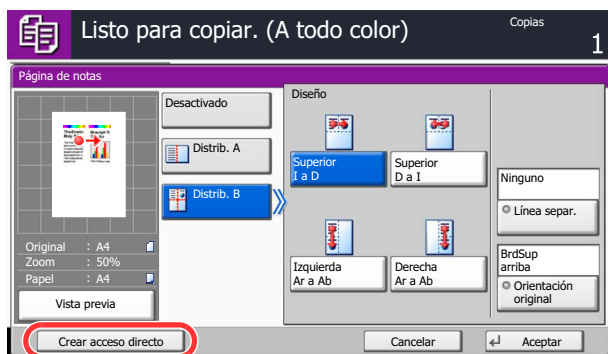 Listo para copiar. (A todo color)
Copias
1
Página de notas
Desactivado
Distrib. A
Distrib. B
Original : A4
Zoom : 50%
Papel : A4
Vista previa
Diseño
Superior
I a D
Superior
D a I
Izquierda
Ar a Ab
Derecha
Ar a Ab
Ninguno
Línea separ.
BrdSup
arriba
Orientación
original
Crear acceso directo
Cancelar
Aceptar